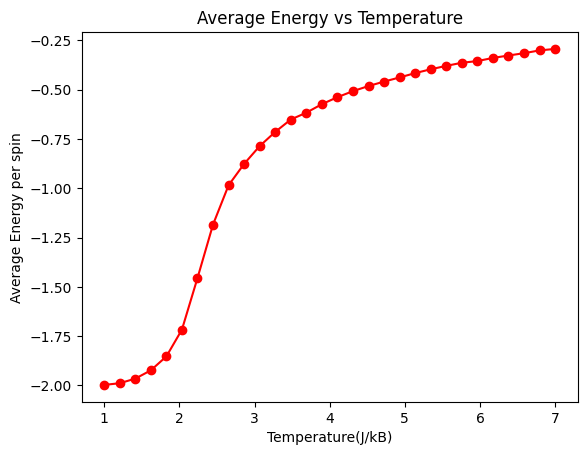 Average Energy vs Temperature
Average Energy per spin
−0.25
−0.50
−0.75
−1.00
−1.25
−1.50
−1.75
−2.00
1 2 3 4 5 6 7
Temperature(J/kB)